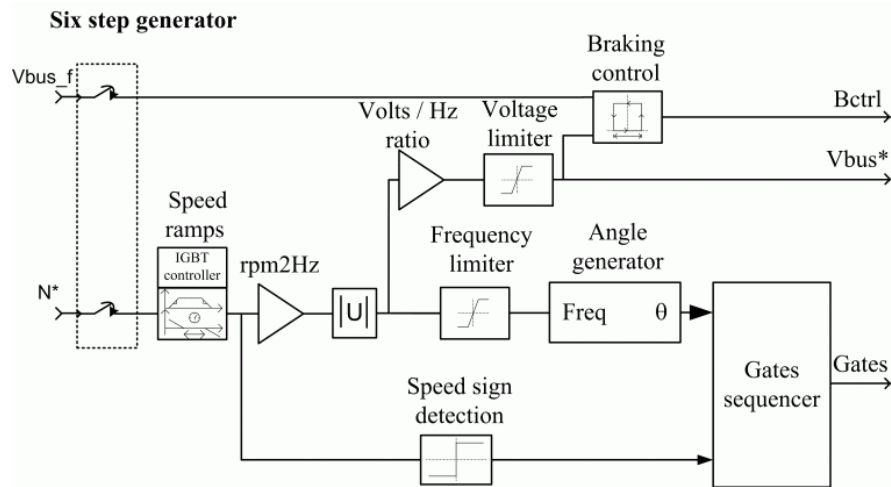 Six step generator
Vbus_f
Braking
control
Bctrl
Volts / Hz
ratio
Voltage
limiter
Vbus*
Speed
ramps
IGBT
controller
rpm2Hz
|U|
Frequency
limiter
Angle
generator
Freq θ
N*
Gates
sequencer
Gates
Speed sign
detection